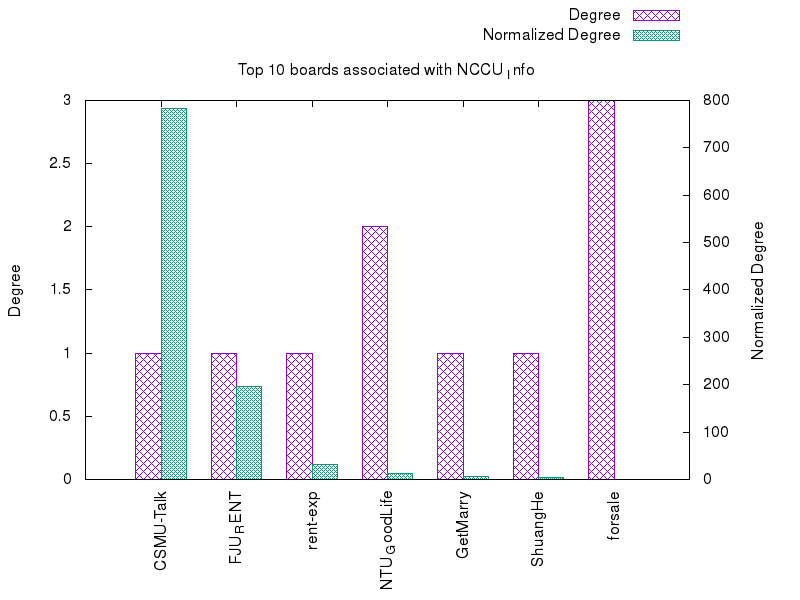 Degree
Normalized Degree
Top 10 boards associated with NCCU_Info
3
2.5
2
1.5
1
0.5
0
800
700
600
500
400
300
200
100
0
Degree
Normalized Degree
CSMU-Talk
FJU_RENT
rent-exp
NTU_GoodLife
GetMarry
ShuangHe
forsale